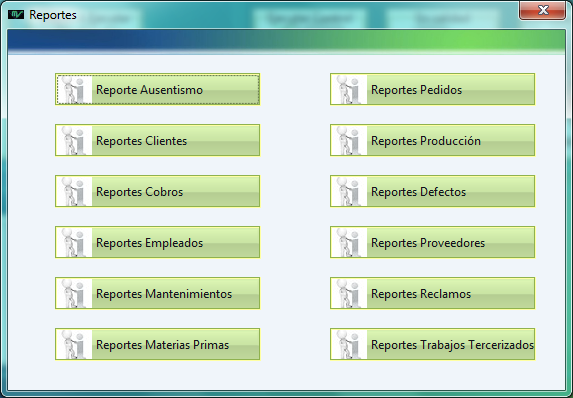 Reportes
Reporte Ausentismo
Reportes Clientes
Reportes Cobros
Reportes Empleados
Reportes Mantenimientos
Reportes Materias Primas
Reportes Pedidos
Reportes Producción
Reportes Defectos
Reportes Proveedores
Reportes Reclamos
Reportes Trabajos Tercerizados